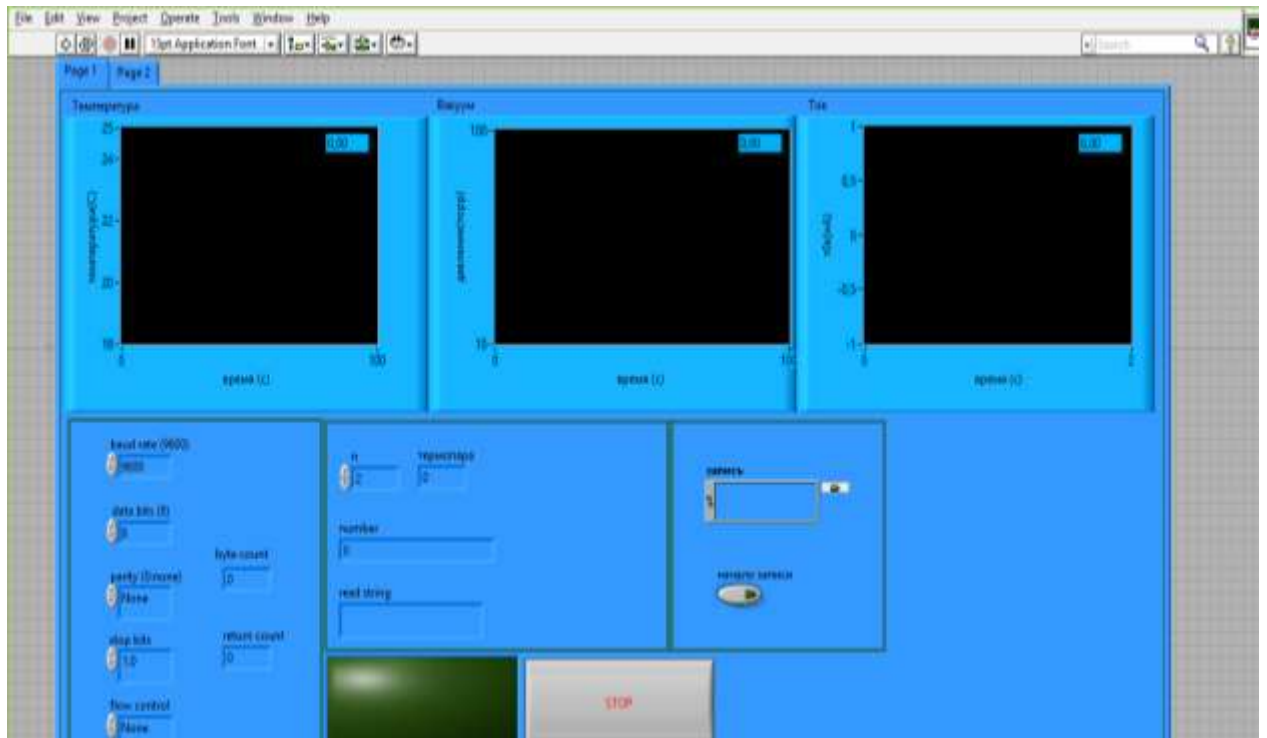 File Edit View Project Operate Tools Window Help
13pt Application Font Search
Page 1 Page 2
Температура
25
24
22
20
18
температура(С)
0,00
0 100
время (с)
Вакуум
100
10
0,00
0
время (с)
Ток
1
0,5
0
-0,5
-1
0,00
0
время (с)
baud rate (9600)
9600
data bits (8)
8
parity (0:none)
None
stop bits
1.0
flow control
None
byte count
0
return count
0
n
2
термопара
0
number
0
read string
запись
начало записи
STOP